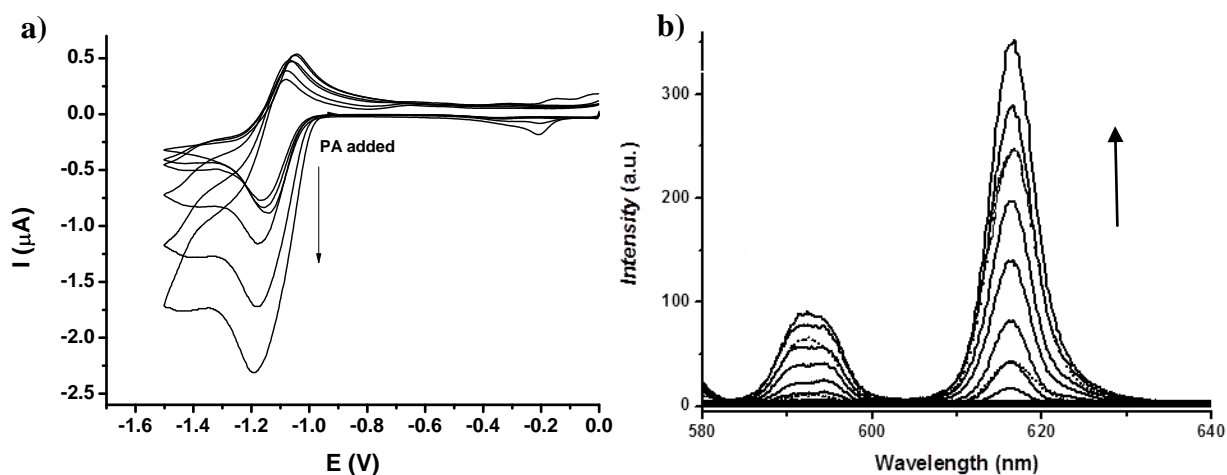 a)
I (μA)
0.5
0.0
-0.5
-1.0
-1.5
-2.0
-2.5
PA added
-1.6 -1.4 -1.2 -1.0 -0.8 -0.6 -0.4 -0.2 0.0
E (V)
b)
Intensity (a.u.)
300
200
100
0
580 600 620 640
Wavelength (nm)